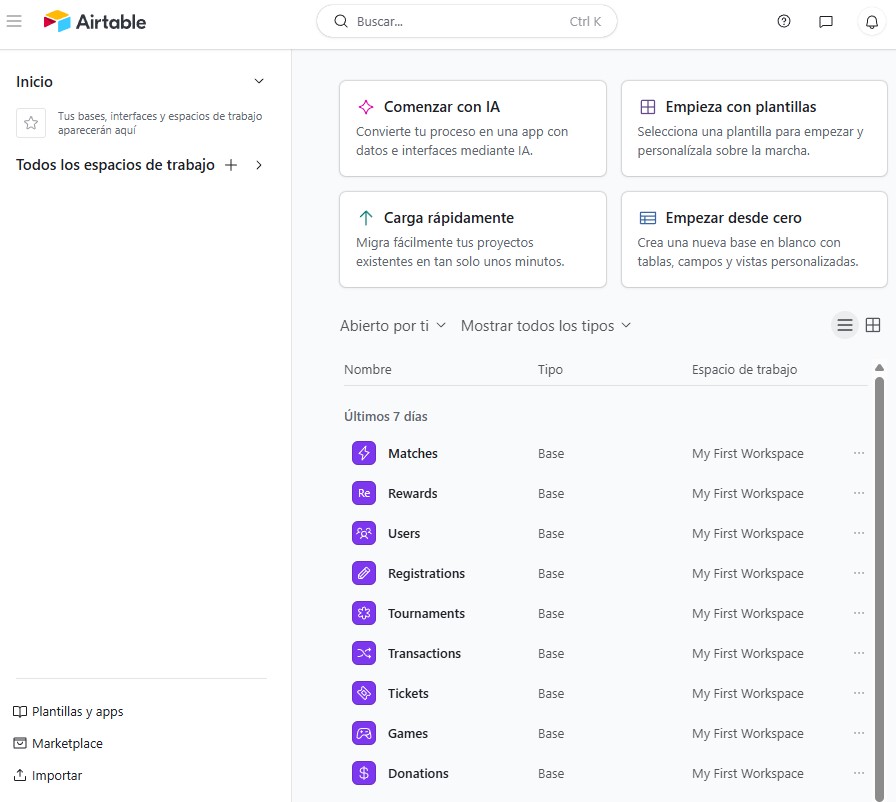 Airtable
Buscar...
Ctrl K
Inicio
Tus bases, interfaces y espacios de trabajo
aparecerán aquí
Todos los espacios de trabajo
Plantillas y apps
Marketplace
Importar
Comenzar con IA
Convierte tu proceso en una app con
datos e interfaces mediante IA.
Empieza con plantillas
Selecciona una plantilla para empezar y
personalízala sobre la marcha.
Carga rápidamente
Migra fácilmente tus proyectos
existentes en tan solo unos minutos.
Empezar desde cero
Crea una nueva base en blanco con
tablas, campos y vistas personalizadas.
Abierto por ti Mostrar todos los tipos
Nombre Tipo Espacio de trabajo
Últimos 7 días
Matches Base My First Workspace
Re Rewards Base My First Workspace
Users Base My First Workspace
Registrations Base My First Workspace
Tournaments Base My First Workspace
Transactions Base My First Workspace
Tickets Base My First Workspace
Games Base My First Workspace
$ Donations Base My First Workspace